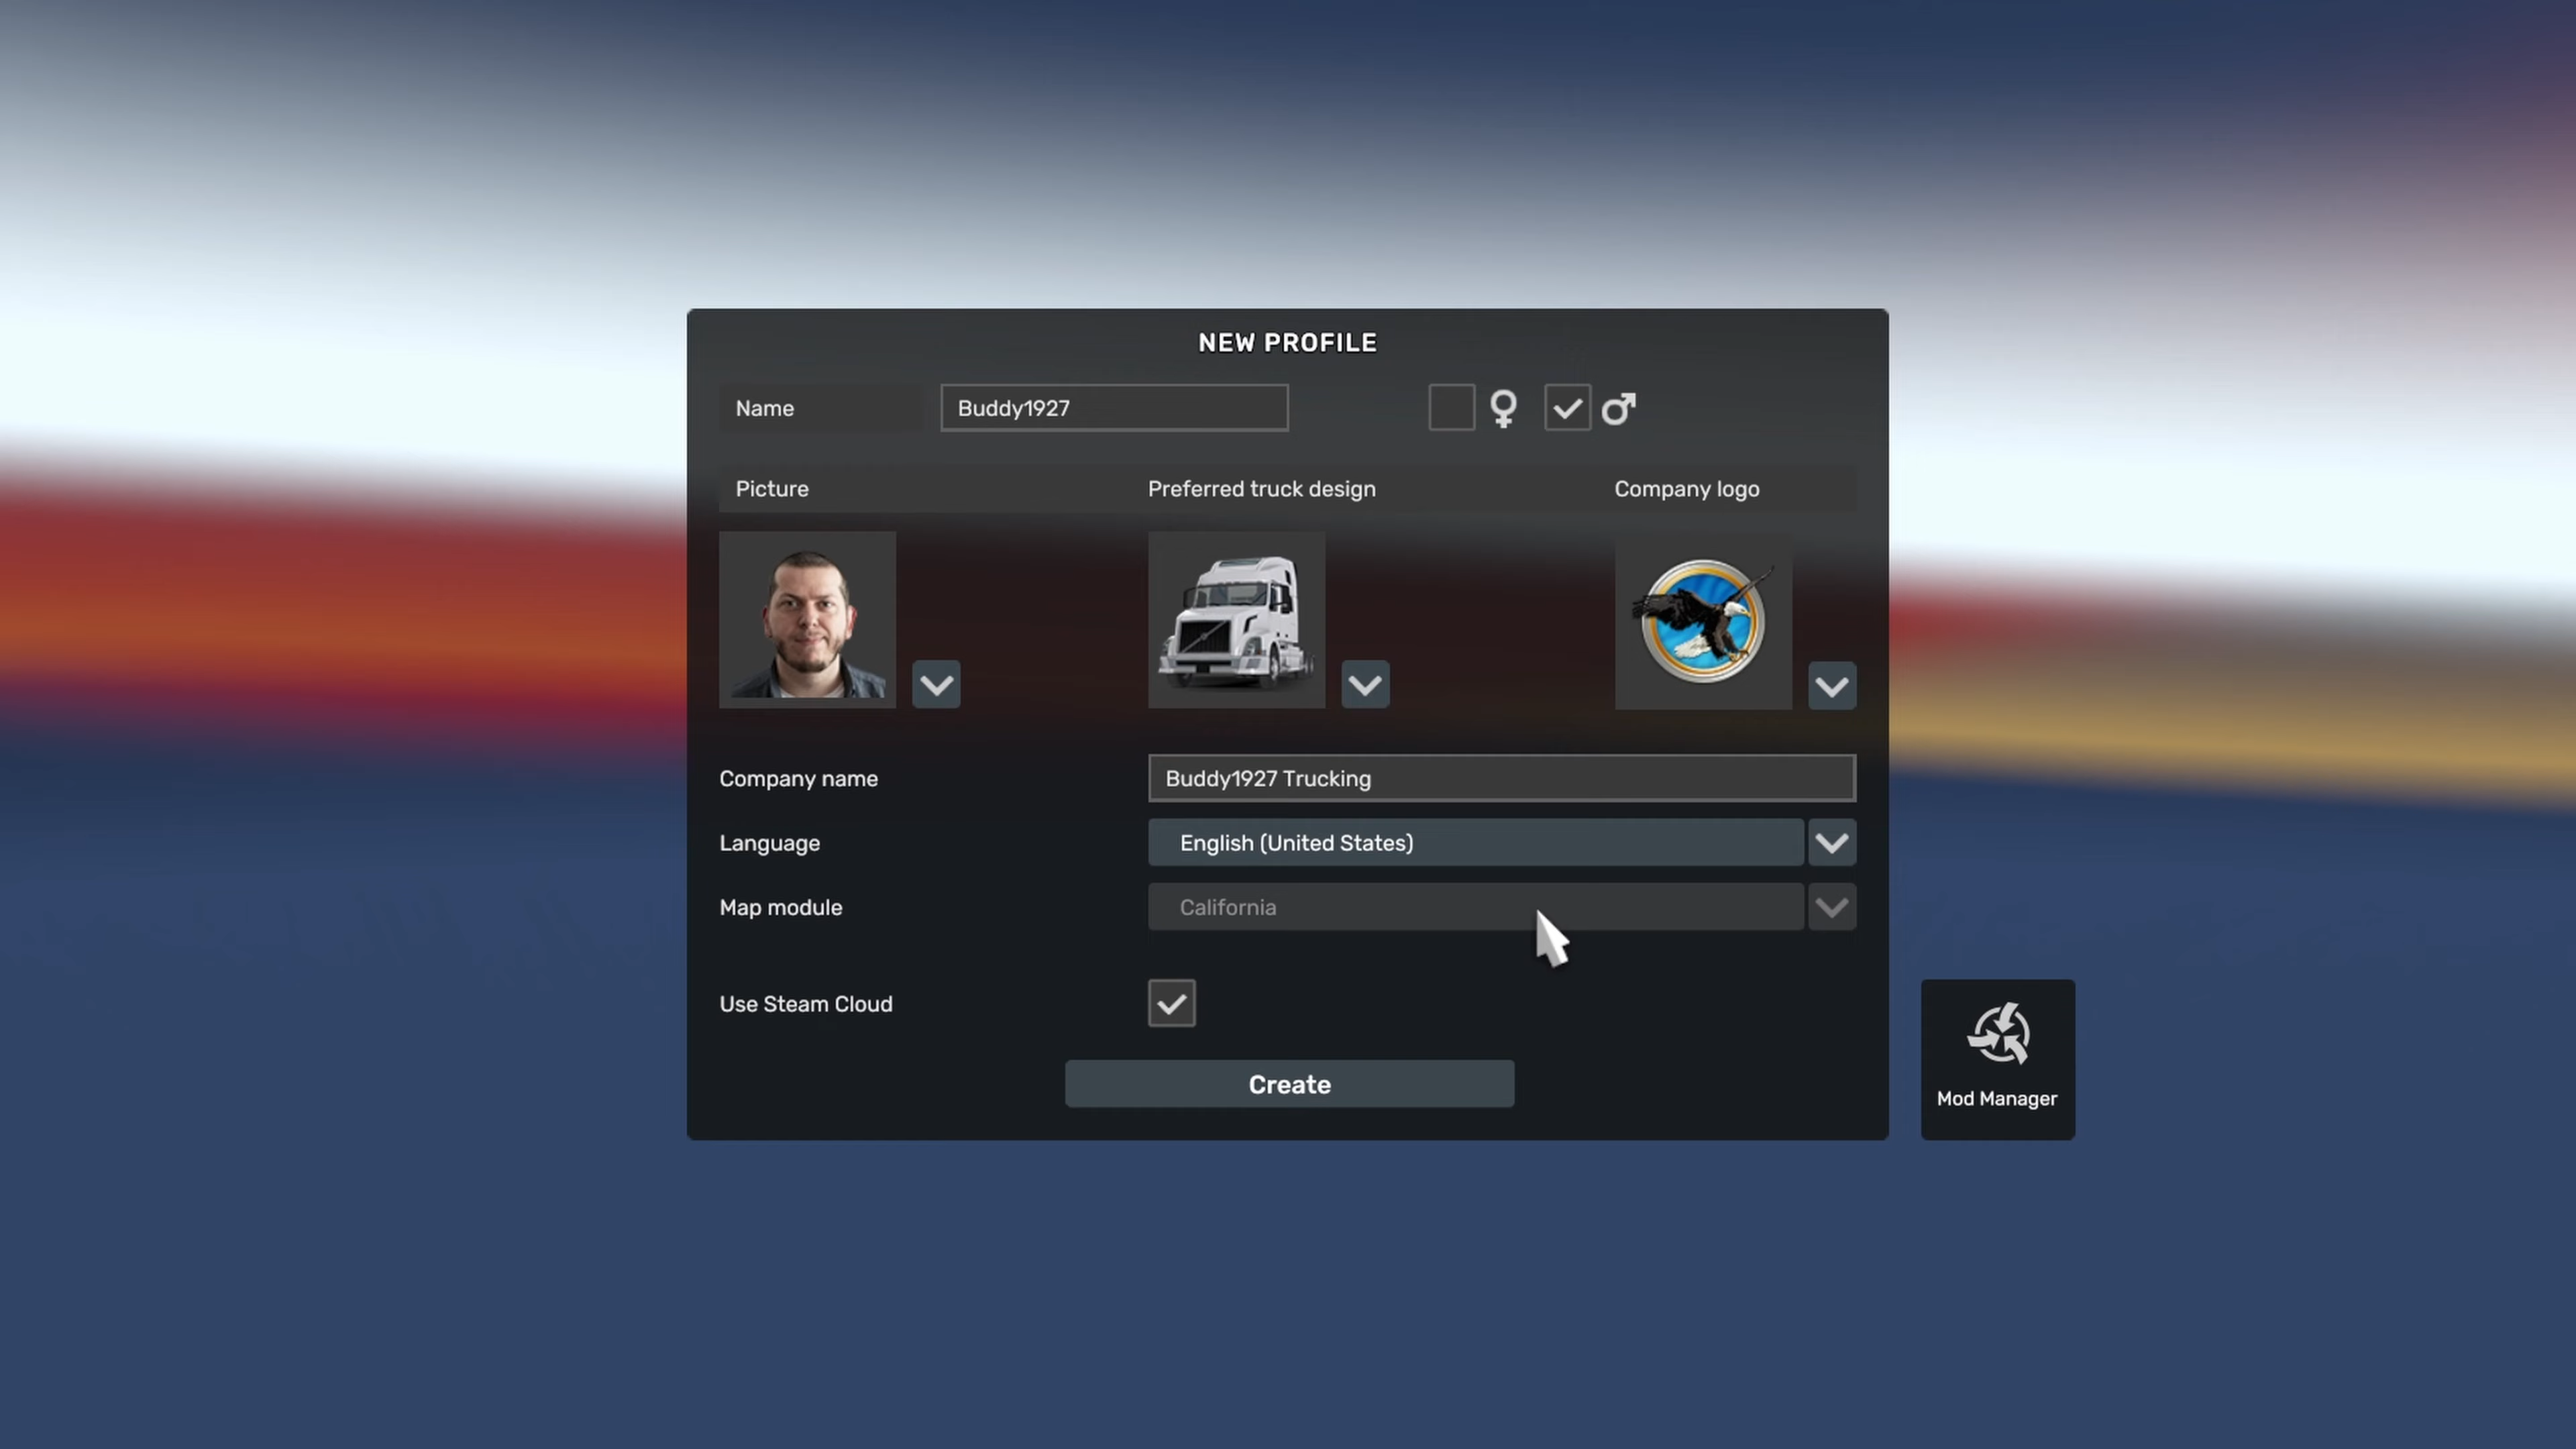 NEW PROFILE
Name
Buddy1927
Picture
Preferred truck design
Company logo
Company name
Buddy1927 Trucking
Language
English (United States)
Map module
California
Use Steam Cloud
Create
Mod Manager